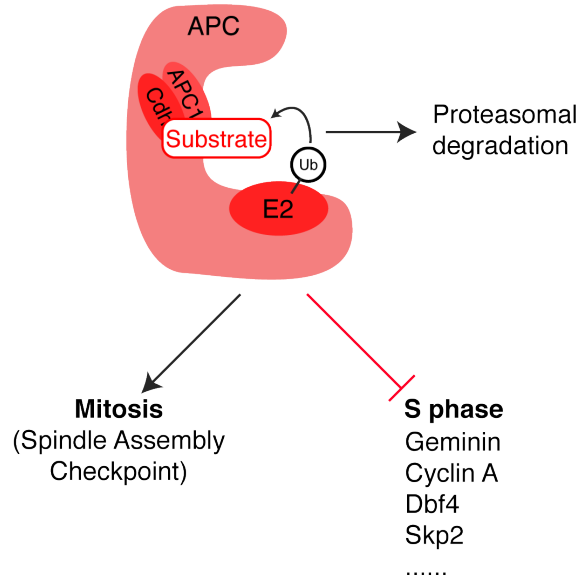 APC
APC1
Cdh
Substrate
Ub
E2
Proteasomal
degradation
Mitosis
(Spindle Assembly
Checkpoint)
S phase
Geminin
Cyclin A
Dbf4
Skp2
......